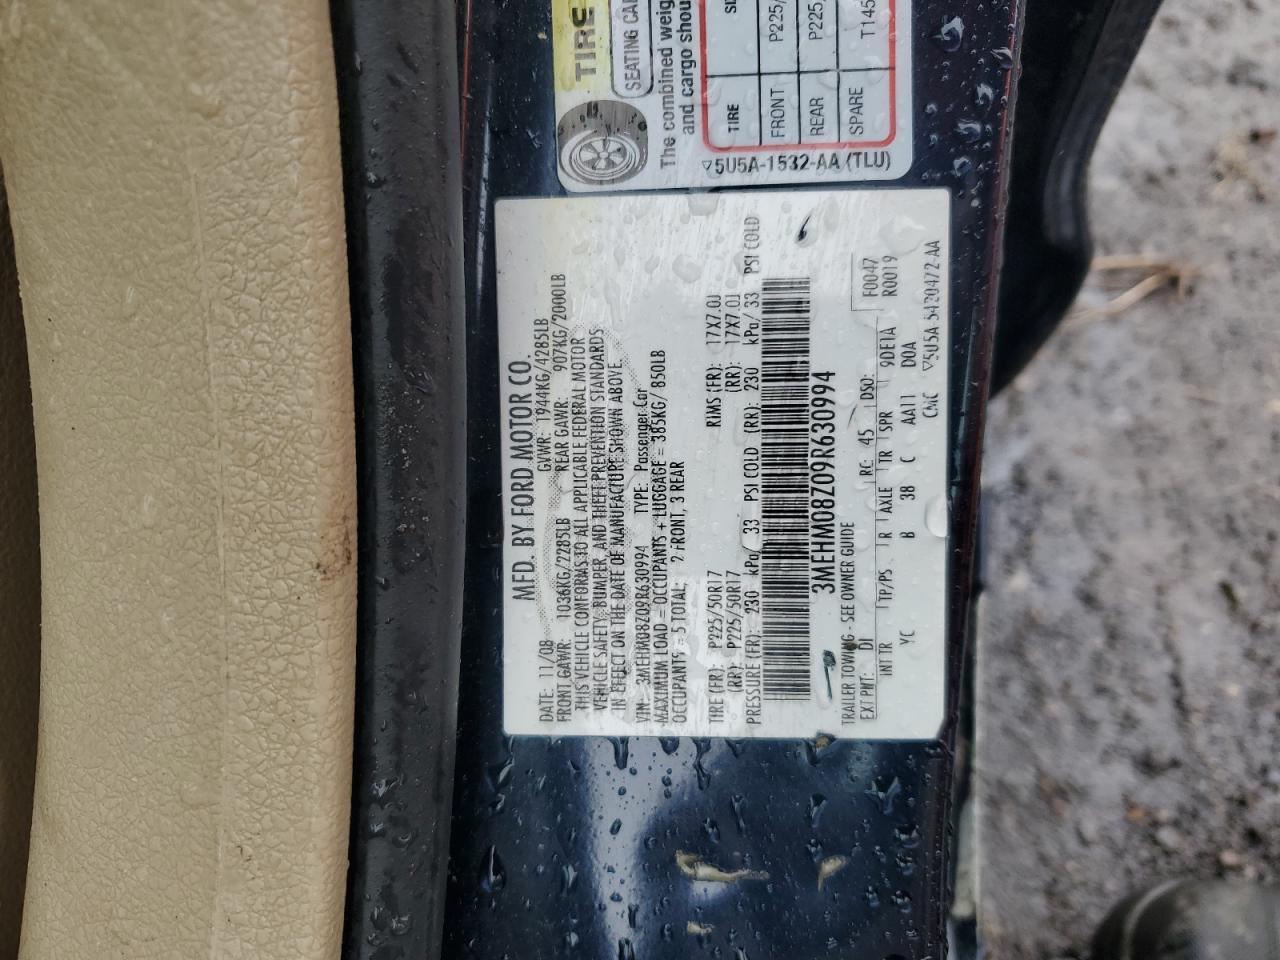 MFD. BY FORD MOTOR CO.
DATE: 11/08 GVWR: 1944KG/4285LB
FRONT GAWR: 1036KG/2285LB REAR GAWR: 907KG/2000LB
THIS VEHICLE CONFORMS TO ALL APPLICABLE FEDERAL MOTOR
VEHICLE SAFETY, BUMPER, AND THEFT PREVENTION STANDARDS
IN EFFECT ON THE DATE OF MANUFACTURE SHOWN ABOVE.
VIN: 3MEHM08Z09R630994 TYPE: Passenger Car
MAXIMUM LOAD = OCCUPANTS + LUGGAGE = 385KG/ 850LB
OCCUPANTS = 5 TOTAL, 2 FRONT, 3 REAR
TIRE (FR): P225/50R17 RIMS (FR): 17X7.0J
(RR): P225/50R17 (RR): 17X7.0J
PRESSURE (FR): 230 kPa/ 33 PSI COLD (RR): 230 kPa/ 33 PSI COLD
3MEHM08Z09R630994
TRAILER TOWING - SEE OWNER GUIDE
EXT PNT: DI RC: 45 DSO: F0047
R0019
INT TR TP/PS R AXLE TR SPR 9DE1A
YC B 38 C AA11 DOA
CMC ▽5U5A 5420472-AA
TIRE
SEATING
The combined
and cargo
TIRE
FRONT P225/
REAR P225
SPARE T145
▽5U5A-1532-AA (TLU)